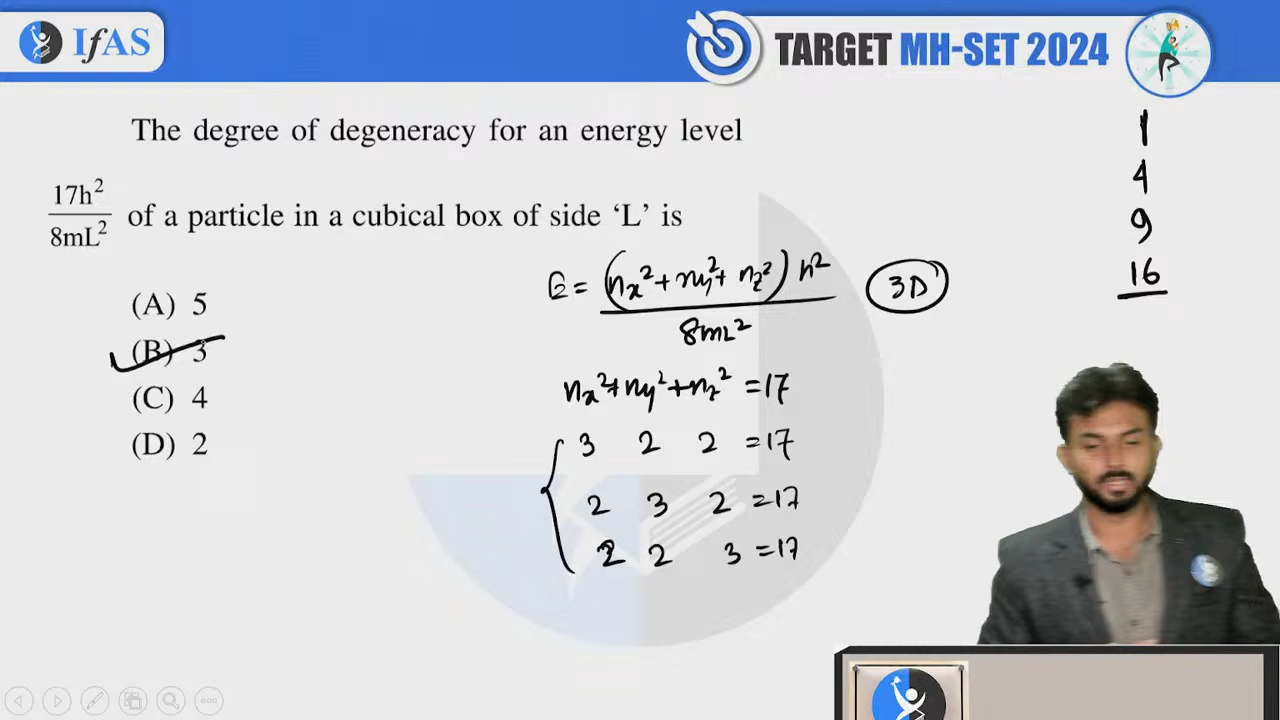 IfAS
TARGET MH-SET 2024
The degree of degeneracy for an energy level
17h²/8mL² of a particle in a cubical box of side ‘L’ is
(A) 5
(B) 3
(C) 4
(D) 2
E = (nx² + ny² + nz²) h² / 8mL²
3D
nx² + ny² + nz² = 17
3 2 2 = 17
2 3 2 = 17
2 2 3 = 17
1
4
9
16